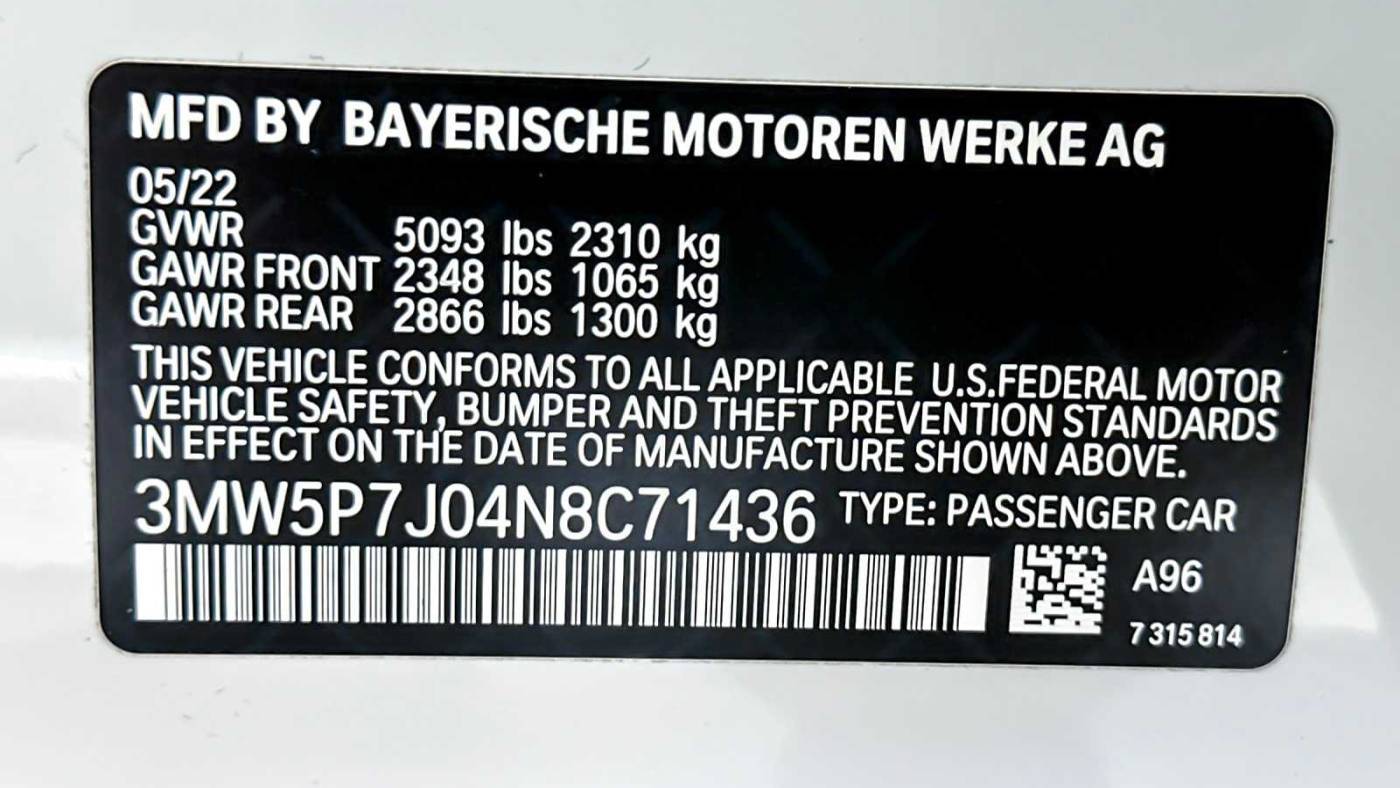 MFD BY BAYERISCHE MOTOREN WERKE AG
05/22
GVWR 5093 lbs 2310 kg
GAWR FRONT 2348 lbs 1065 kg
GAWR REAR 2866 lbs 1300 kg
THIS VEHICLE CONFORMS TO ALL APPLICABLE U.S.FEDERAL MOTOR
VEHICLE SAFETY, BUMPER AND THEFT PREVENTION STANDARDS
IN EFFECT ON THE DATE OF MANUFACTURE SHOWN ABOVE.
3MW5P7J04N8C71436 TYPE: PASSENGER CAR
A96
7 315 814